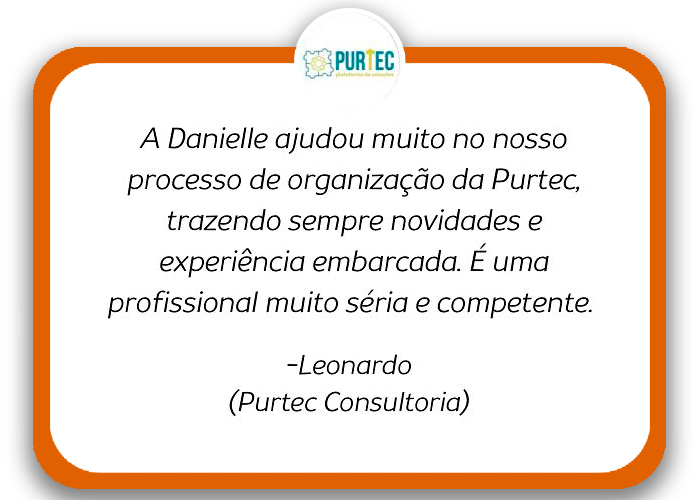 PURTEC
plataforma de soluções
A Danielle ajudou muito no nosso
processo de organização da Purtec,
trazendo sempre novidades e
experiência embarcada. É uma
profissional muito séria e competente.
-Leonardo
(Purtec Consultoria)